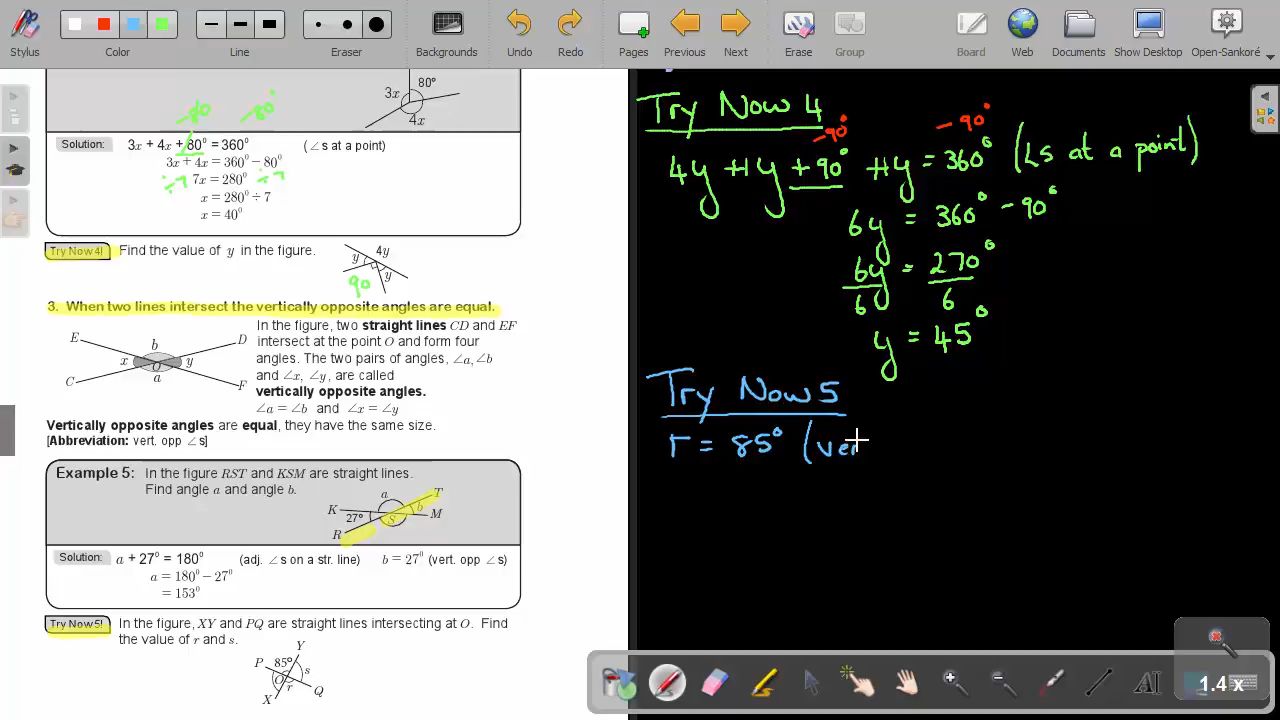 Stylus
Color
Line
Eraser
Backgrounds
Undo
Redo
Pages
Previous
Next
Erase
Group
Board
Web
Documents
Show Desktop
Open-Sankoré
80°
3x
4x
-80 -80°
Solution: 3x + 4x + 80° = 360° (∠s at a point)
3x + 4x = 360° − 80°
÷7 7x = 280° ÷7
x = 280° ÷ 7
x = 40°
Try Now 4! Find the value of y in the figure.
4y
y
y
90
3. When two lines intersect the vertically opposite angles are equal.
E
b
D
x
O
y
C
a
F
In the figure, two straight lines CD and EF
intersect at the point O and form four
angles. The two pairs of angles, ∠a,∠b
and ∠x, ∠y, are called
vertically opposite angles.
∠a = ∠b and ∠x = ∠y
Vertically opposite angles are equal, they have the same size.
[Abbreviation: vert. opp ∠s]
Example 5: In the figure RST and KSM are straight lines.
Find angle a and angle b.
a
T
K
27°
S
b
M
R
Solution: a + 27° = 180° (adj. ∠s on a str. line) b = 27° (vert. opp ∠s)
a = 180° − 27°
= 153°
Try Now 5! In the figure, XY and PQ are straight lines intersecting at O. Find
the value of r and s.
Y
P
85°
s
O
r
Q
X
Try Now 4
-90° -90°
4y + y + 90° + y = 360° (∠s at a point)
6y = 360° - 90°
6y = 270°
6 6
y = 45°
Try Now 5
r = 85° (ver
1.4 x